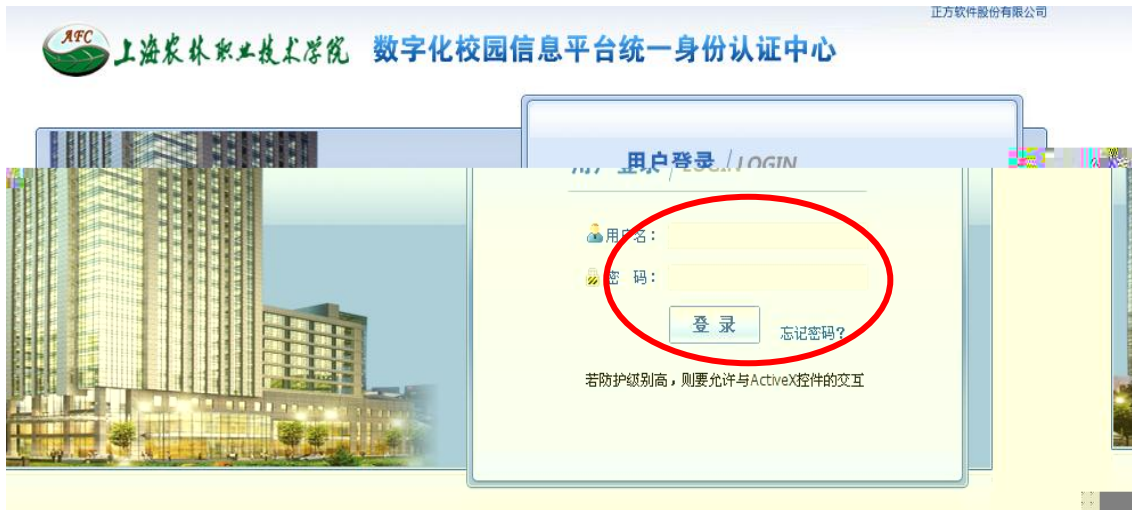 正方软件股份有限公司
AFC
上海农林职业技术学院 数字化校园信息平台统一身份认证中心
用户登录 / LOGIN
用户名：
密 码：
登 录
忘记密码?
若防护级别高，则要允许与ActiveX控件的交互